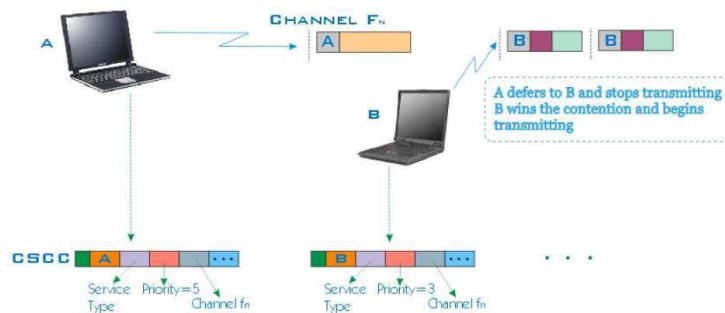 CHANNEL FN
A
A
B
B
B
A defers to B and stops transmitting
B wins the contention and begins
transmitting
CSCC
A
...
B
...
. . .
Service
Type
Priority=5
Channel fn
Service
Type
Priority=3
Channel fn